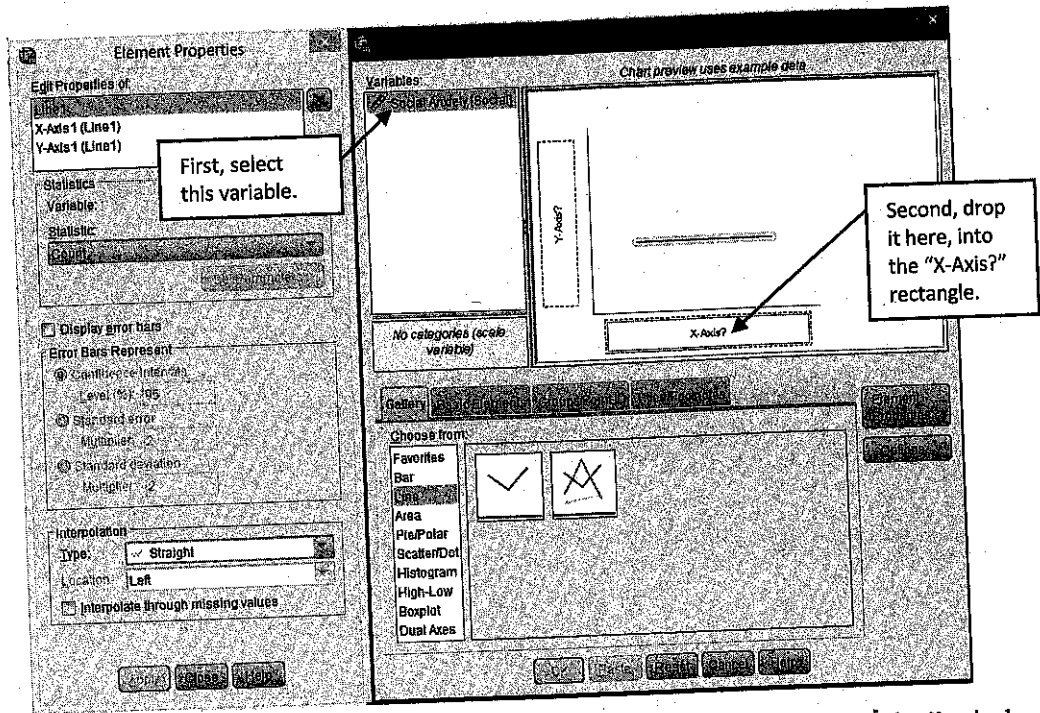 Element Properties
Edit Properties of:
Line1
X-Axis1 (Line1)
Y-Axis1 (Line1)
Statistics
Variable:
Statistic:
Count
Display error bars
Error Bars Represent
Confidence intervals
Level (%): 95
Standard error
Multiplier: 2
Standard deviation
Multiplier: 2
Interpolation
Type: Straight
Location: Left
Interpolate through missing values
Apply Close Help
First, select
this variable.
Variables:
Social Anxiety (Social)
No categories (scale
variable)
Chart preview uses example data
Y-Axis?
X-Axis?
Second, drop
it here, into
the “X-Axis?”
rectangle.
Gallery Basic Elements
Element
Choose from:
Favorites
Bar
Line
Area
Pie/Polar
Scatter/Dot
Histogram
High-Low
Boxplot
Dual Axes
OK Paste Reset Cancel Help